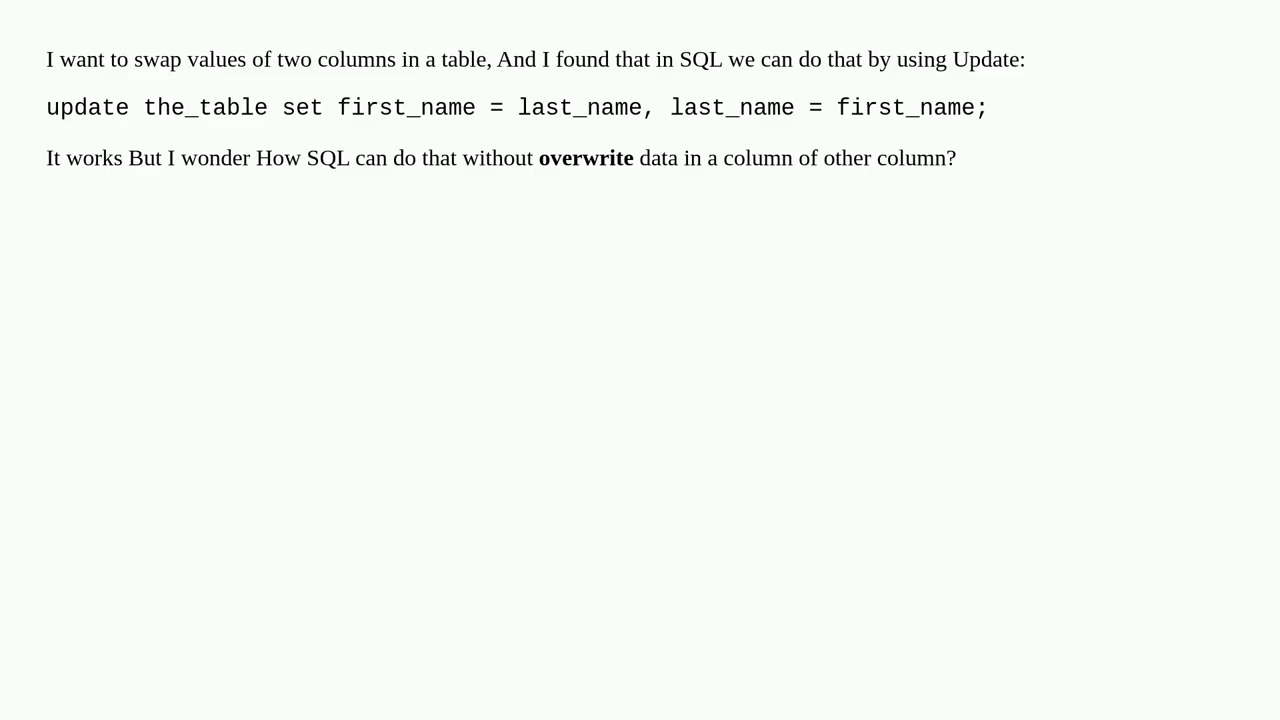 I want to swap values of two columns in a table, And I found that in SQL we can do that by using Update:
update the_table set first_name = last_name, last_name = first_name;
It works But I wonder How SQL can do that without overwrite data in a column of other column?